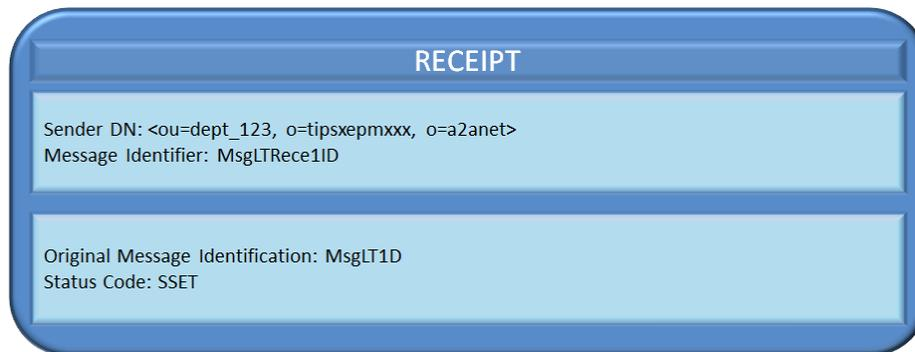 RECEIPT
Sender DN: <ou=dept_123, o=tipsxepmxxx, o=a2anet>
Message Identifier: MsgLTRece1ID
Original Message Identification: MsgLT1D
Status Code: SSET